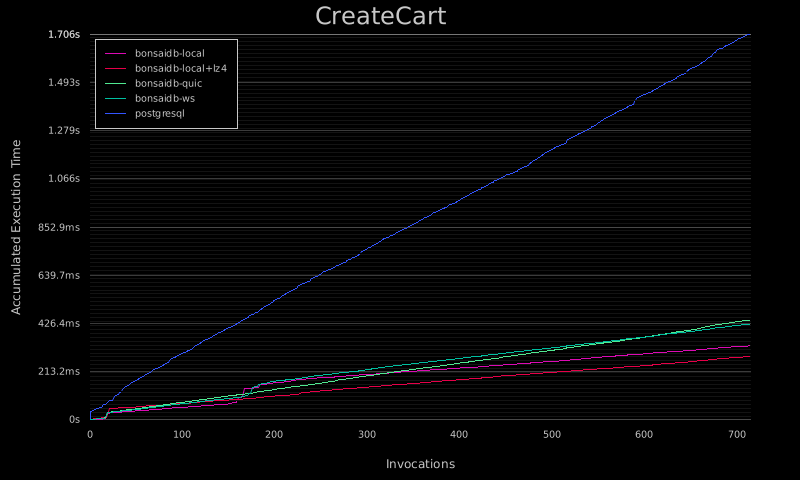 CreateCart
1.706s
1.493s
1.279s
1.066s
852.9ms
639.7ms
426.4ms
213.2ms
0s
bonsaidb-local
bonsaidb-local+lz4
bonsaidb-quic
bonsaidb-ws
postgresql
Accumulated Execution Time
0 100 200 300 400 500 600 700
Invocations